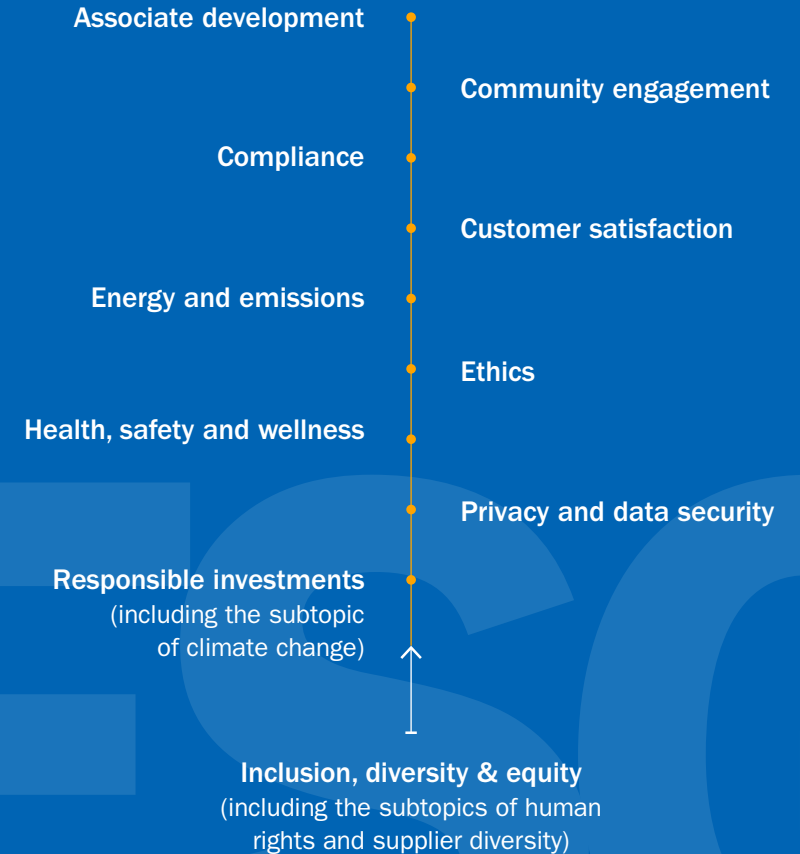 Associate development
Community engagement
Compliance
Customer satisfaction
Energy and emissions
Ethics
Health, safety and wellness
Privacy and data security
Responsible investments
(including the subtopic
of climate change)
Inclusion, diversity & equity
(including the subtopics of human
rights and supplier diversity)
ESG